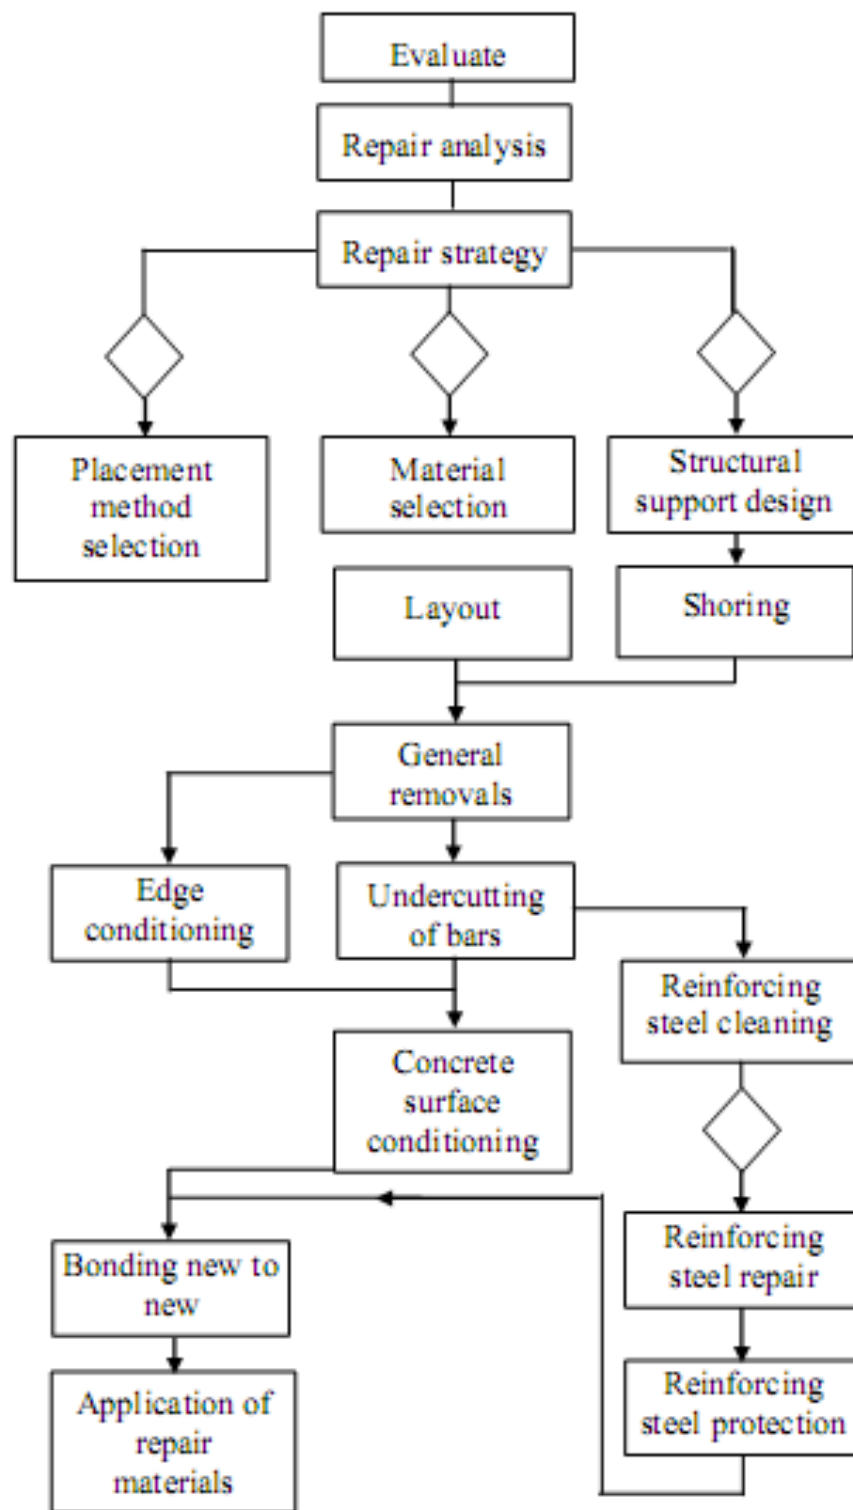 Evaluate
Repair analysis
Repair strategy
Placement
method
selection
Material
selection
Structural
support design
Layout
Shoring
General
removals
Edge
conditioning
Undercutting
of bars
Reinforcing
steel cleaning
Concrete
surface
conditioning
Reinforcing
steel repair
Bonding new to
new
Reinforcing
steel protection
Application of
repair
materials